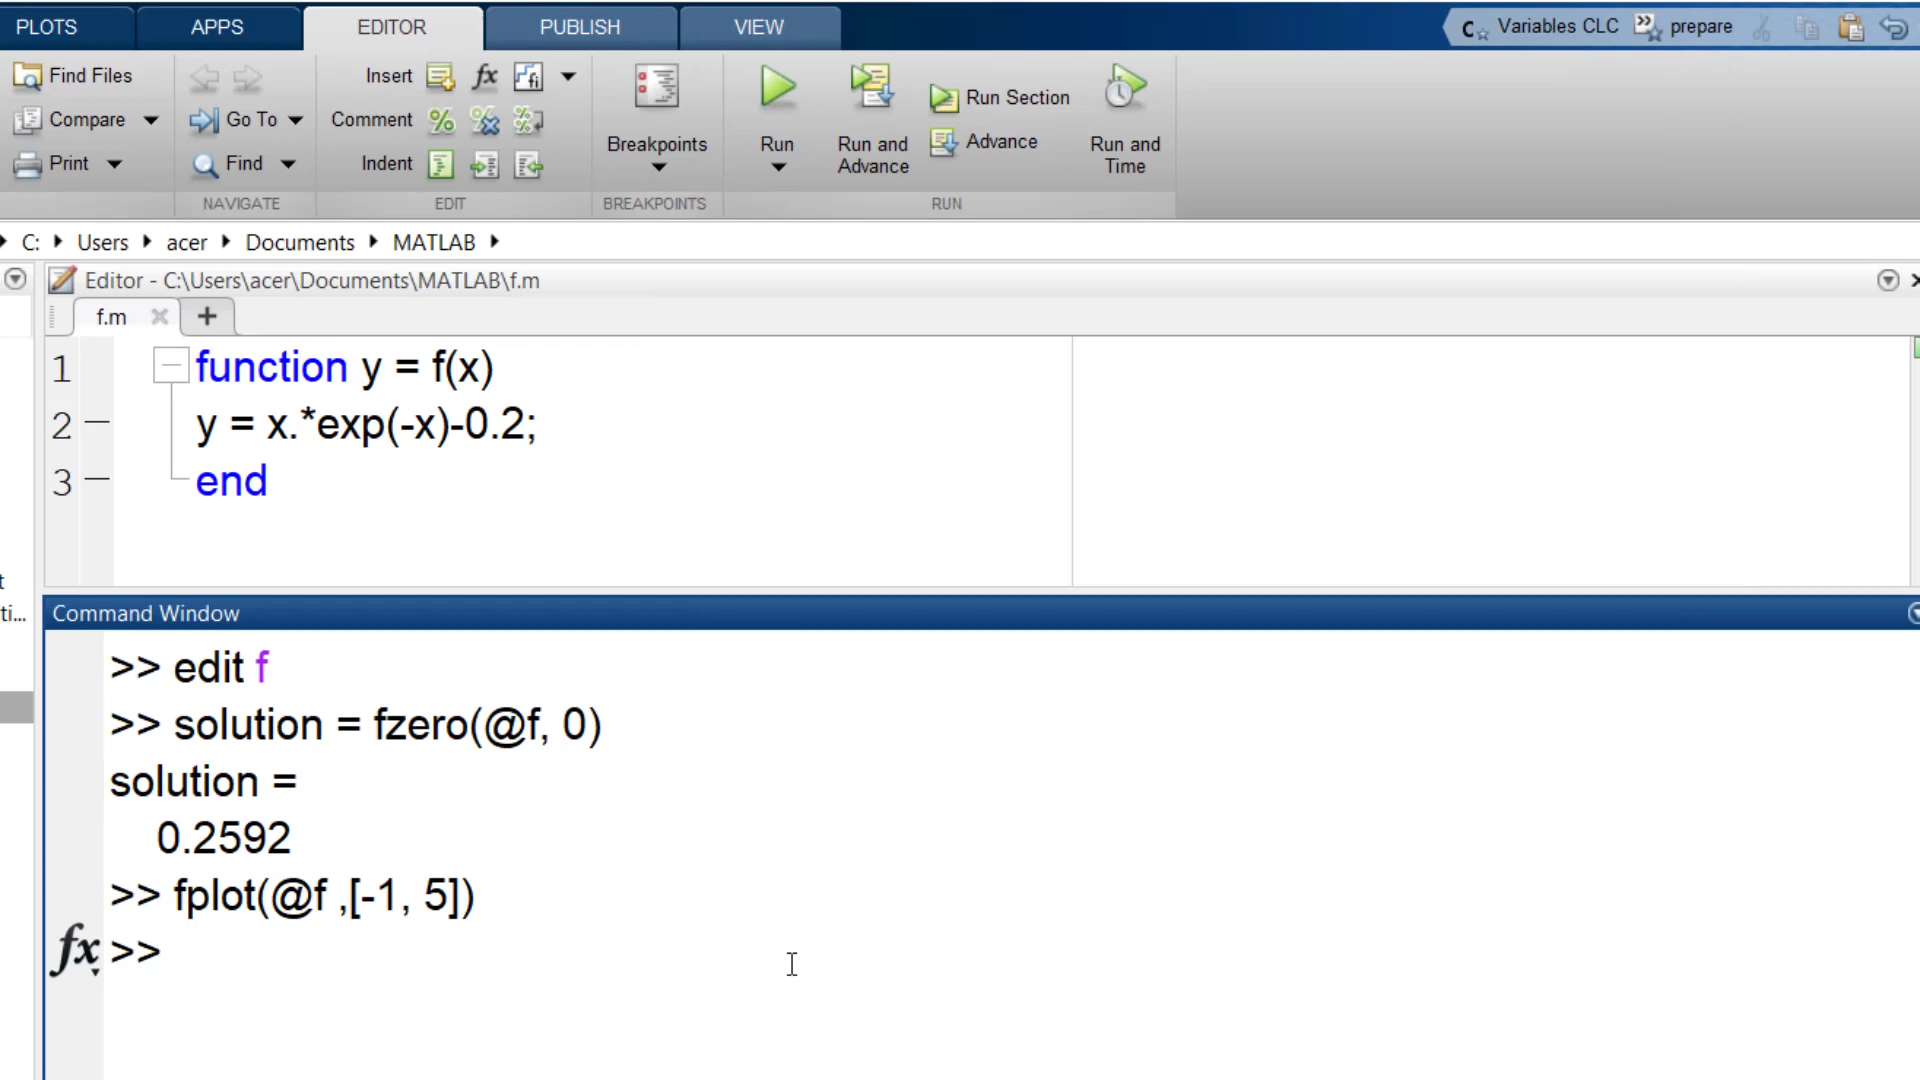 PLOTS APPS EDITOR PUBLISH VIEW Variables CLC prepare
Find Files Insert fx fi
Compare Go To Comment Breakpoints Run Run and Advance Run Section Advance Run and Time
Print Find Indent
NAVIGATE EDIT BREAKPOINTS RUN
C: Users acer Documents MATLAB
Editor - C:\Users\acer\Documents\MATLAB\f.m
f.m +
1 function y = f(x)
2 y = x.*exp(-x)-0.2;
3 end
t
ti...
Command Window
>> edit f
>> solution = fzero(@f, 0)
solution =
0.2592
>> fplot(@f ,[-1, 5])
fx >>